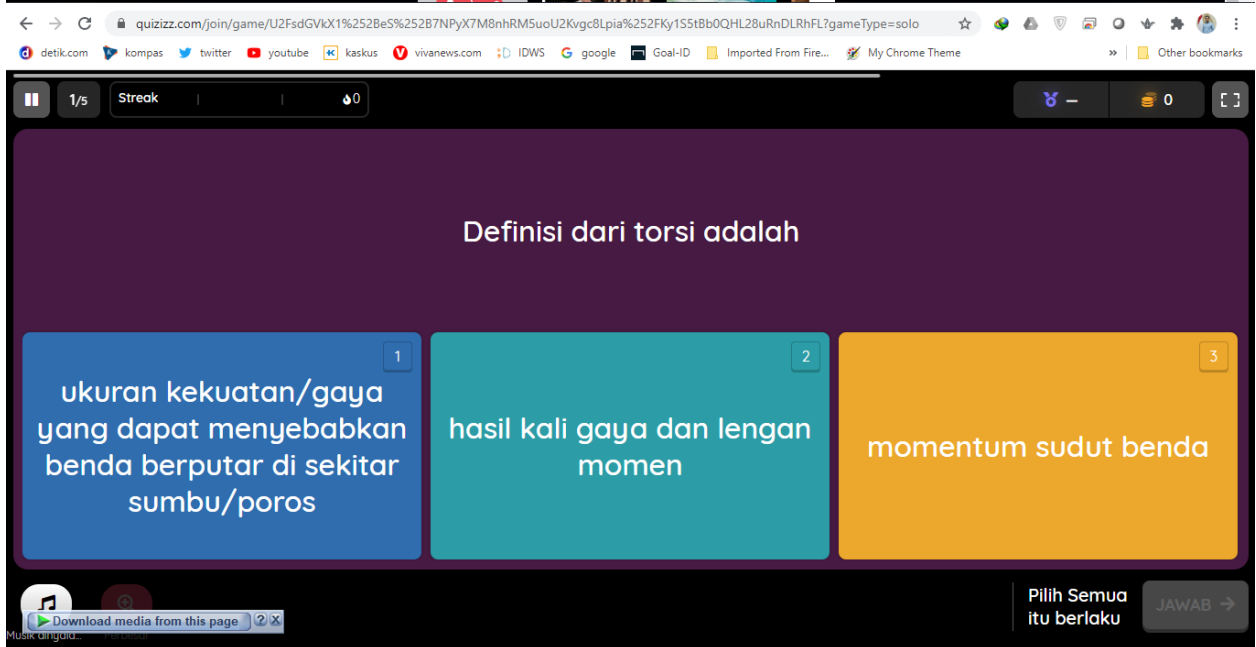 quizizz.com/join/game/U2FsdGVkX1%252BeS%252B7NPyX7M8nhRM5uoU2Kvgc8Lpia%252FKy1S5tBb0QHL28uRnDLRhFL?gameType=solo
detik.com kompas twitter youtube kaskus vivanews.com IDWS google Goal-ID Imported From Fire... My Chrome Theme » Other bookmarks
1/5 Streak 0 – 0
Definisi dari torsi adalah
1
ukuran kekuatan/gaya
yang dapat menyebabkan
benda berputar di sekitar
sumbu/poros
2
hasil kali gaya dan lengan
momen
3
momentum sudut benda
Pilih Semua
itu berlaku
JAWAB
Download media from this page
Musik dinyala... Perbesar